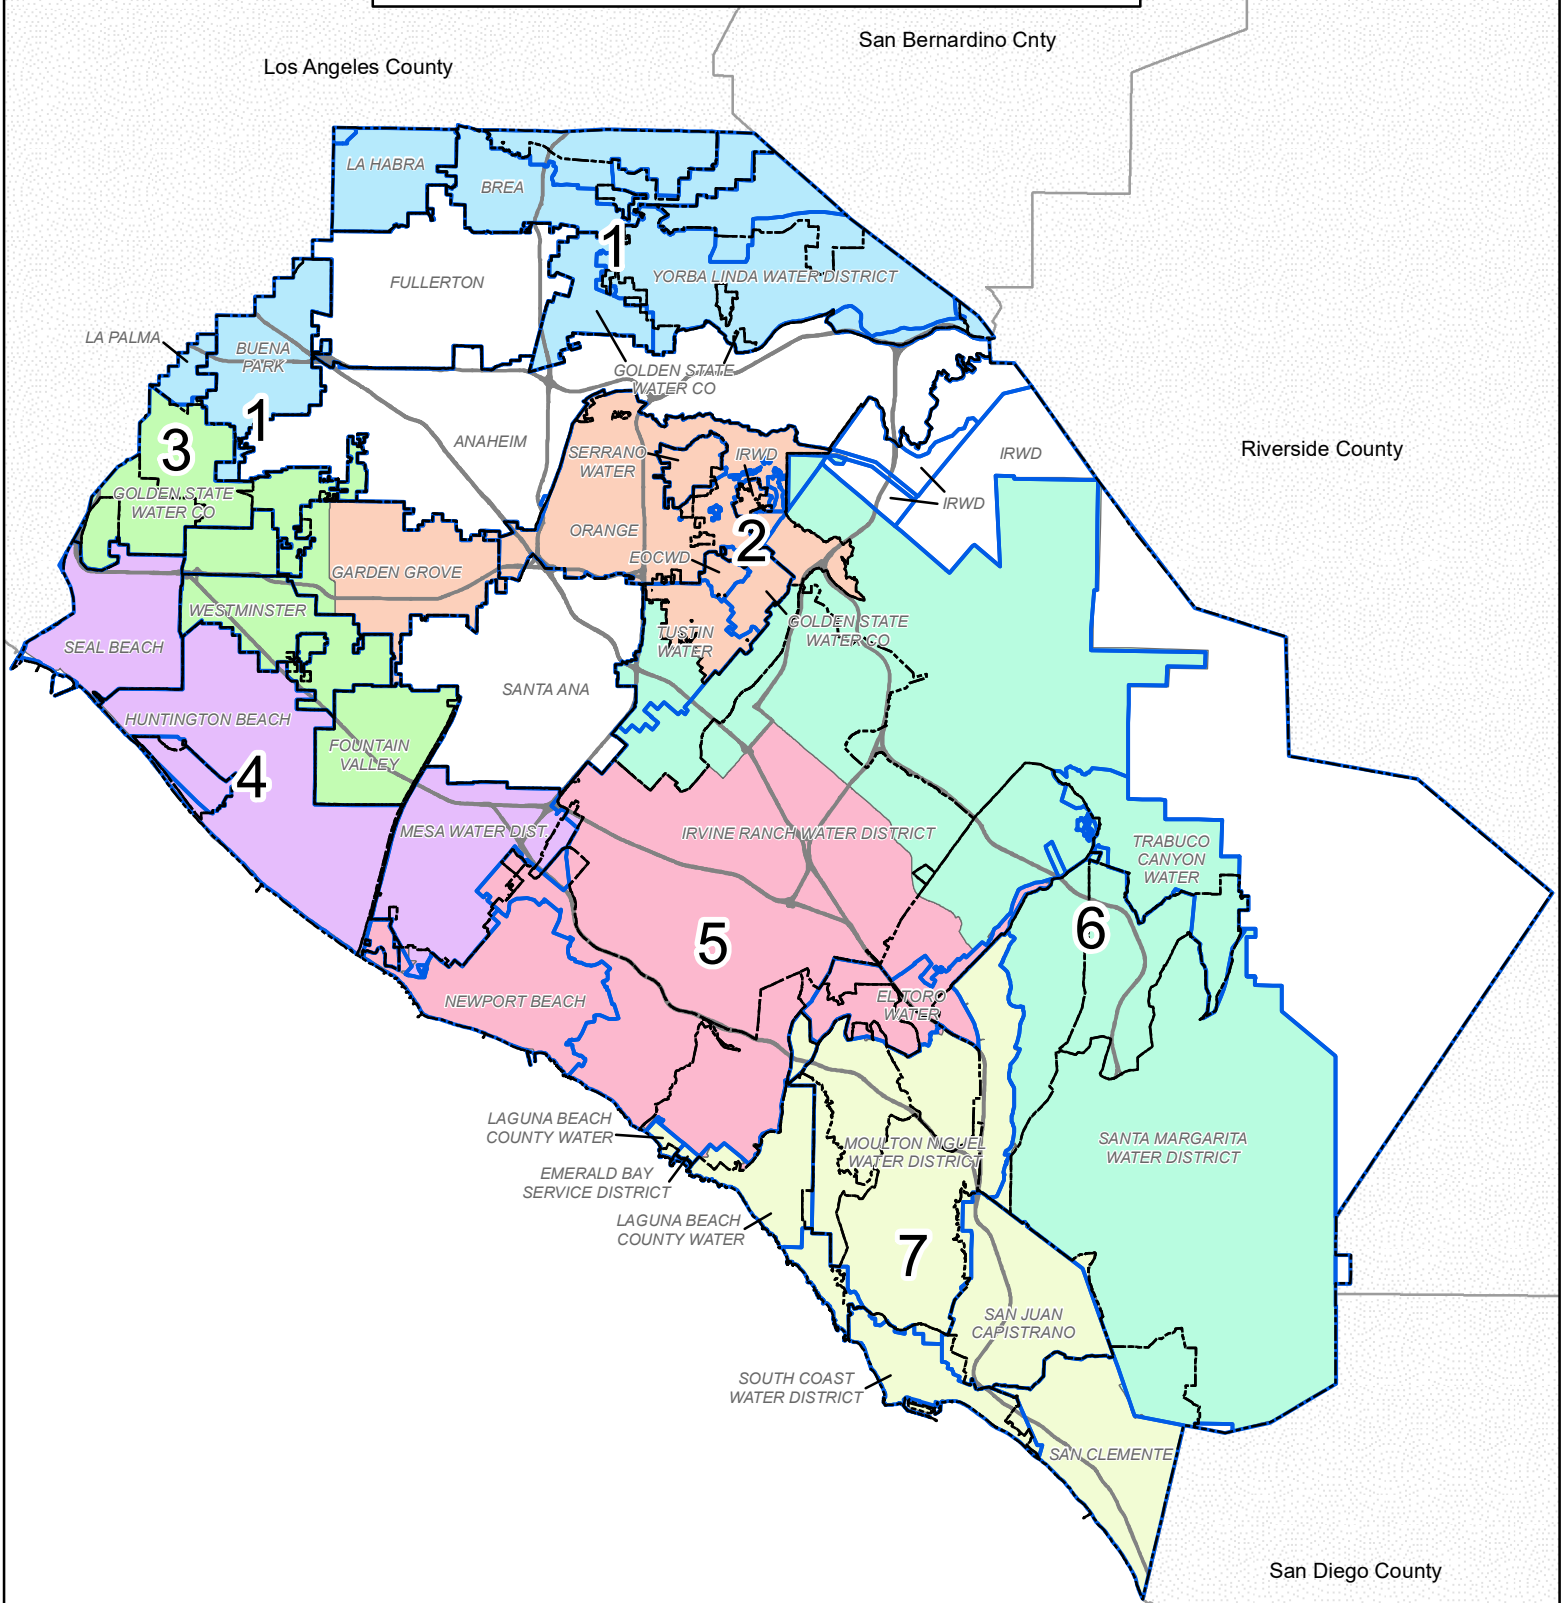 San Bernardino Cnty
Los Angeles County
LA HABRA
BREA
1
YORBA LINDA WATER DISTRICT
FULLERTON
LA PALMA
BUENA
PARK
GOLDEN STATE
WATER CO
1
3
ANAHEIM
SERRANO
WATER
IRWD
IRWD
IRWD
Riverside County
GOLDEN STATE
WATER CO
ORANGE
2
EOCWD
GARDEN GROVE
WESTMINSTER
GOLDEN STATE
WATER CO
TUSTIN
WATER
SEAL BEACH
SANTA ANA
HUNTINGTON BEACH
FOUNTAIN
VALLEY
4
MESA WATER DIST.
IRVINE RANCH WATER DISTRICT
TRABUCO
CANYON
WATER
6
5
NEWPORT BEACH
EL TORO
WATER
LAGUNA BEACH
COUNTY WATER
MOULTON NIGUEL
WATER DISTRICT
SANTA MARGARITA
WATER DISTRICT
EMERALD BAY
SERVICE DISTRICT
LAGUNA BEACH
COUNTY WATER
7
SAN JUAN
CAPISTRANO
SOUTH COAST
WATER DISTRICT
SAN CLEMENTE
San Diego County